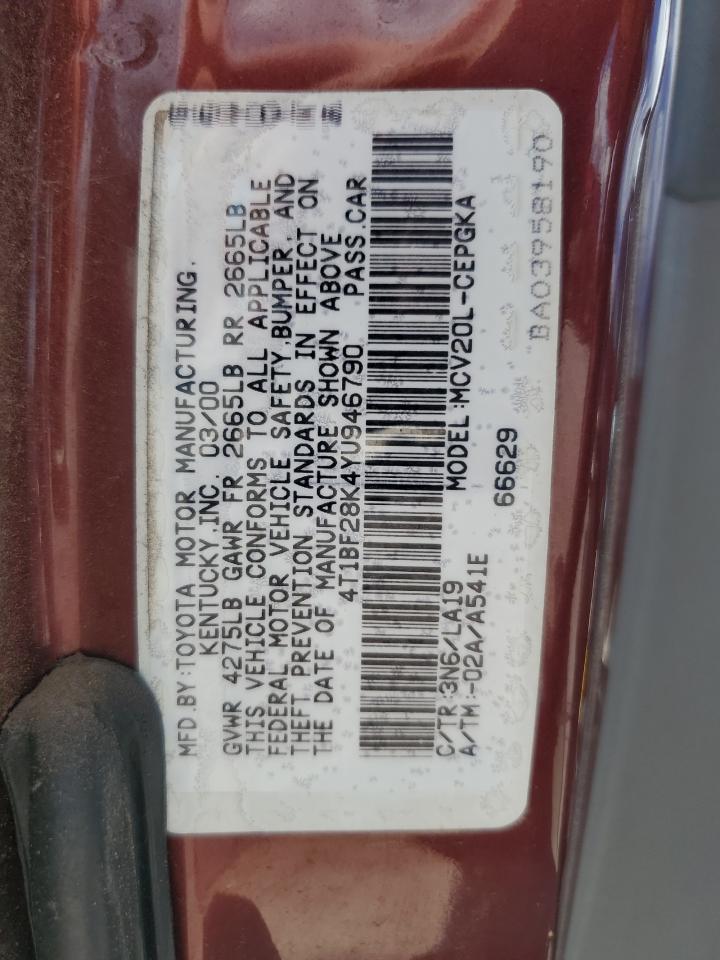 MFD.BY:TOYOTA MOTOR MANUFACTURING.
KENTUCKY,INC. 03/00
GVWR 4275LB GAWR FR 2665LB RR 2665LB
THIS VEHICLE CONFORMS TO ALL APPLICABLE
FEDERAL MOTOR VEHICLE SAFETY,BUMPER, AND
THEFT PREVENTION STANDARDS IN EFFECT ON
THE DATE OF MANUFACTURE SHOWN ABOVE
4T1BF28K4YU946790 PASS.CAR
C/TR:3N6/LA19 MODEL:MCV20L-CEPGKA
A/TM:-02A/A541E 66629
BA03958190